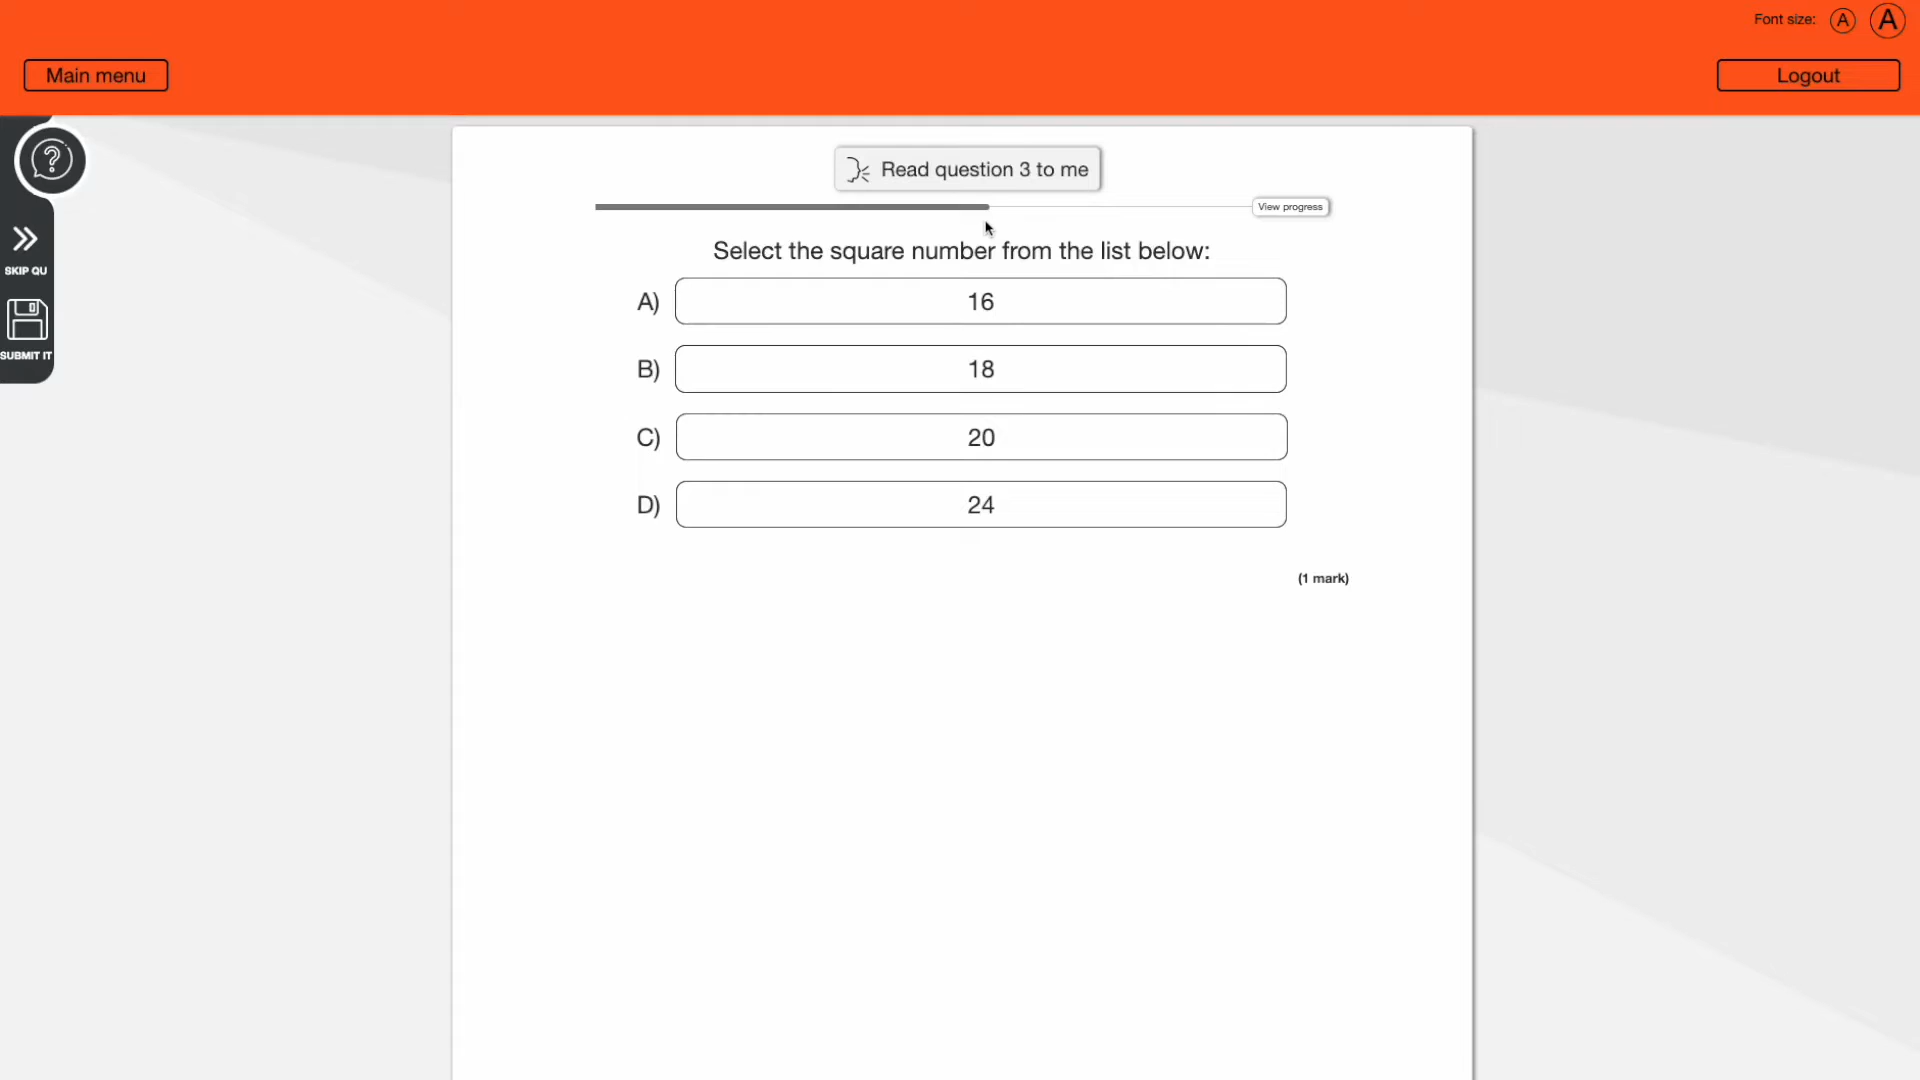 Font size: A A
Main menu
Logout
Read question 3 to me
View progress
SKIP QU
SUBMIT IT
Select the square number from the list below:
A) 16
B) 18
C) 20
D) 24
(1 mark)